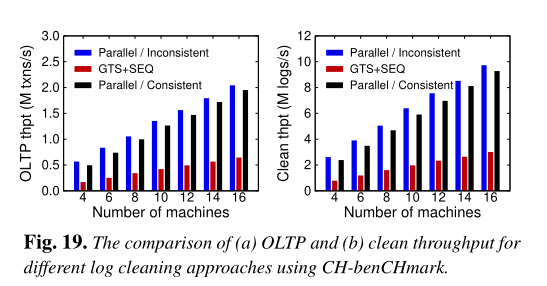 3.0
2.5
2.0
1.5
1.0
0.5
0.0
OLTP thpt (M txns/s)
Parallel / Inconsistent
GTS+SEQ
Parallel / Consistent
4 6 8 10 12 14 16
Number of machines
12
10
8
6
4
2
0
Clean thpt (M logs/s)
Parallel / Inconsistent
GTS+SEQ
Parallel / Consistent
4 6 8 10 12 14 16
Number of machines
Fig. 19. The comparison of (a) OLTP and (b) clean throughput for
different log cleaning approaches using CH-benCHmark.